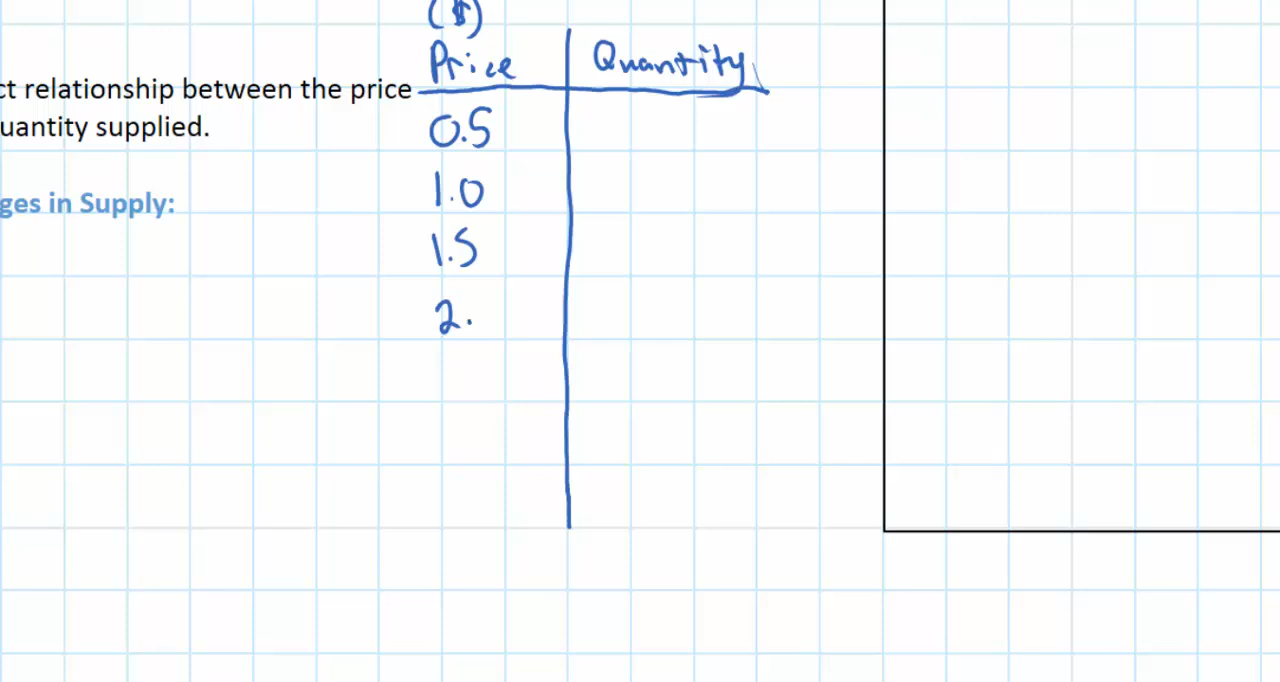 ($)
Price Quantity
ct relationship between the price
uantity supplied.
0.5
1.0
ges in Supply:
1.5
2.